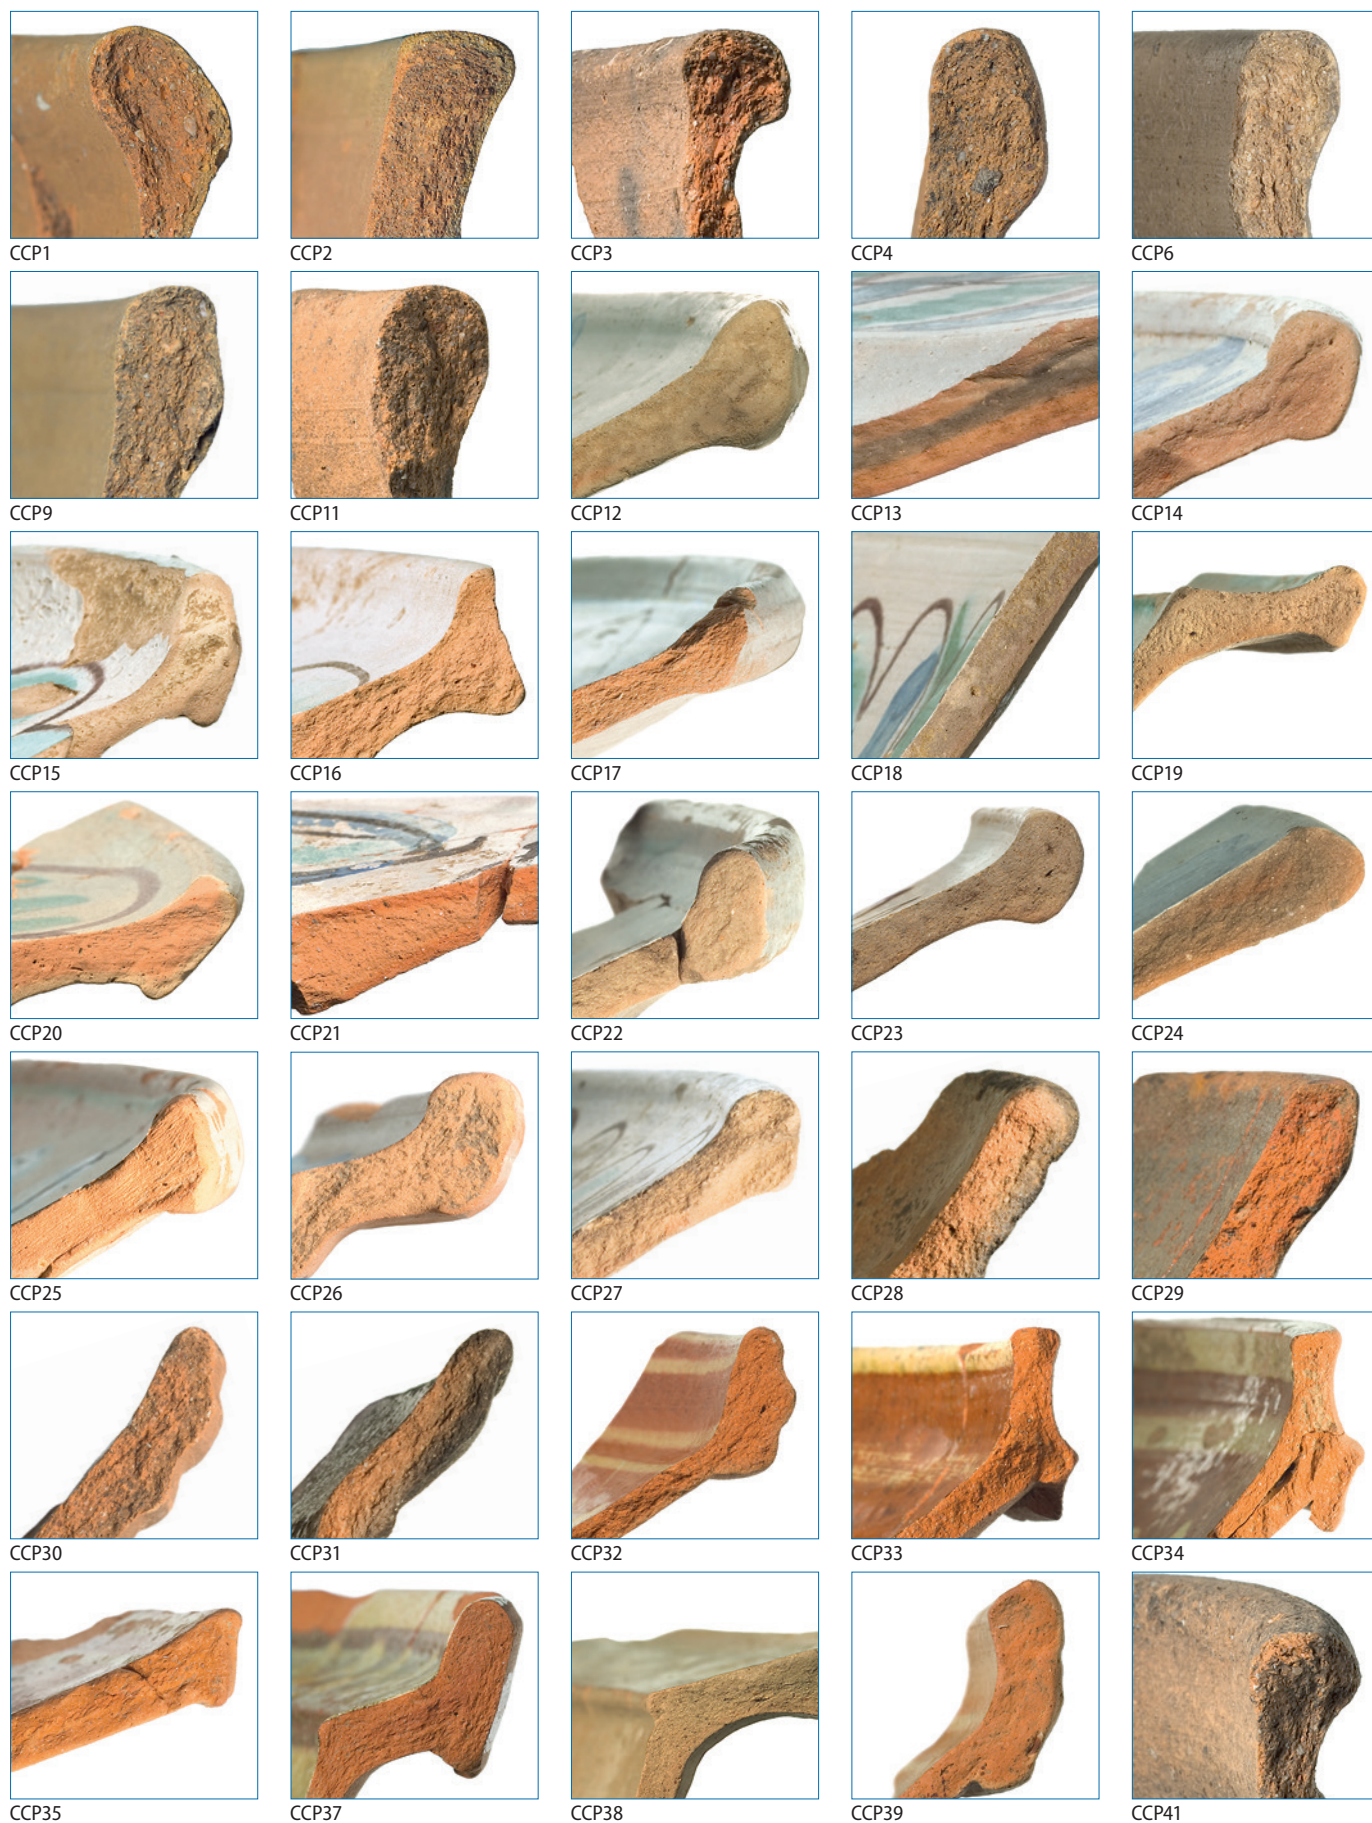 CCP1 CCP2 CCP3 CCP4 CCP6
CCP9 CCP11 CCP12 CCP13 CCP14
CCP15 CCP16 CCP17 CCP18 CCP19
CCP20 CCP21 CCP22 CCP23 CCP24
CCP25 CCP26 CCP27 CCP28 CCP29
CCP30 CCP31 CCP32 CCP33 CCP34
CCP35 CCP37 CCP38 CCP39 CCP41